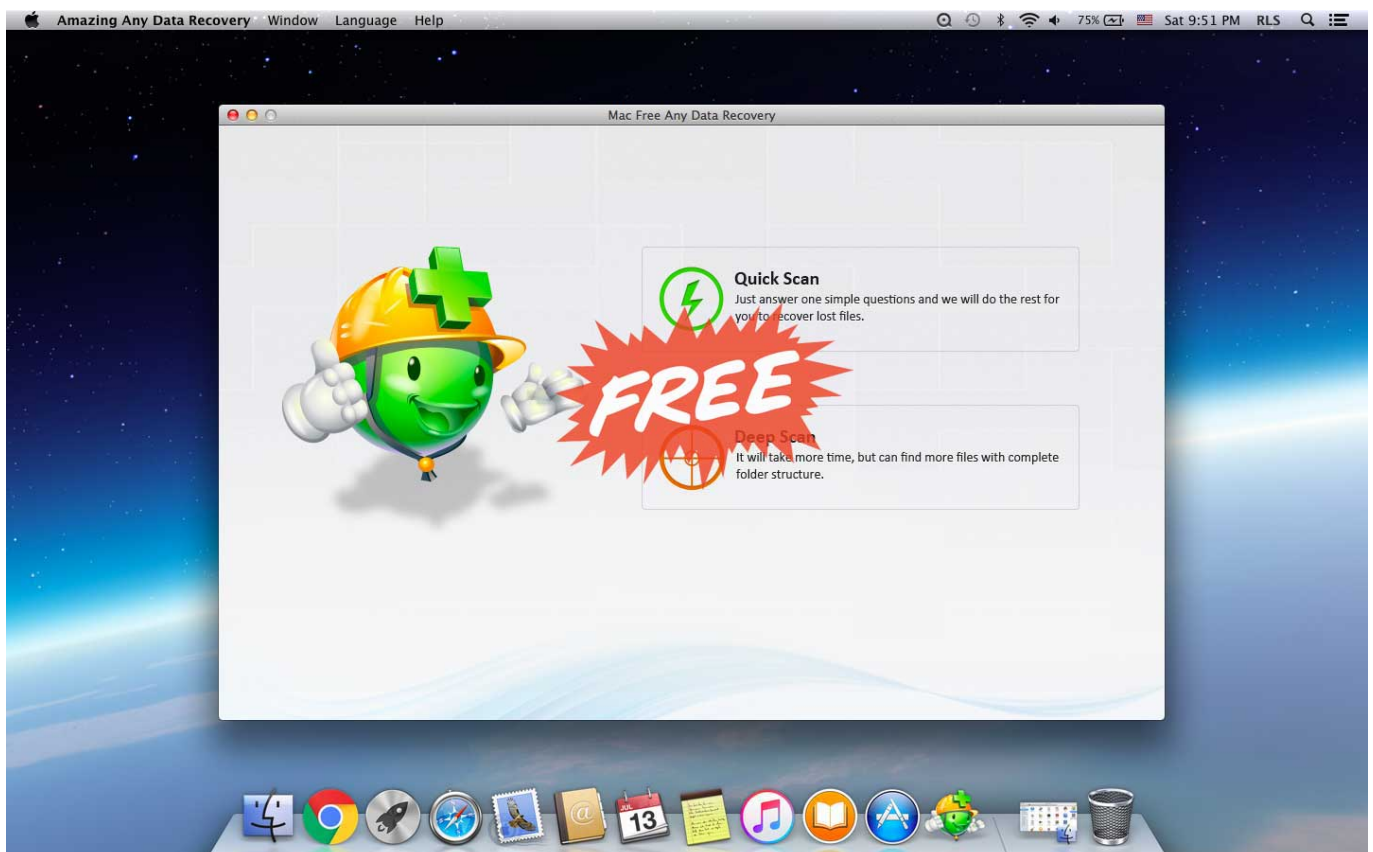 Amazing Any Data Recovery Window Language Help 75% Sat 9:51 PM RLS
Mac Free Any Data Recovery
Quick Scan
Just answer one simple questions and we will do the rest for
you to recover lost files.
FREE
Deep Scan
It will take more time, but can find more files with complete
folder structure.
JUL
13